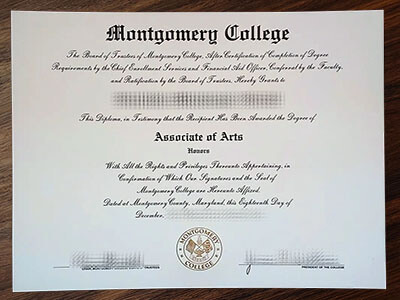 Montgomery College
The Board of Trustees of Montgomery College, After Certification of Completion of Degree
Requirements by the Chief Enrollment Services and Financial Aid Officer, Conferral by the Faculty,
and Ratification by the Board of Trustees, Hereby Grants to
This Diploma, in Testimony that the Recipient Has Been Awarded the Degree of
Associate of Arts
Honors
With All the Rights and Privileges Thereunto Appertaining, in
Confirmation of Which Our Signatures and the Seal of
Montgomery College are Hereunto Affixed.
Dated at Montgomery County, Maryland, this Eighteenth Day of
December,
MONTGOMERY
COLLEGE
PRESIDENT OF THE COLLEGE